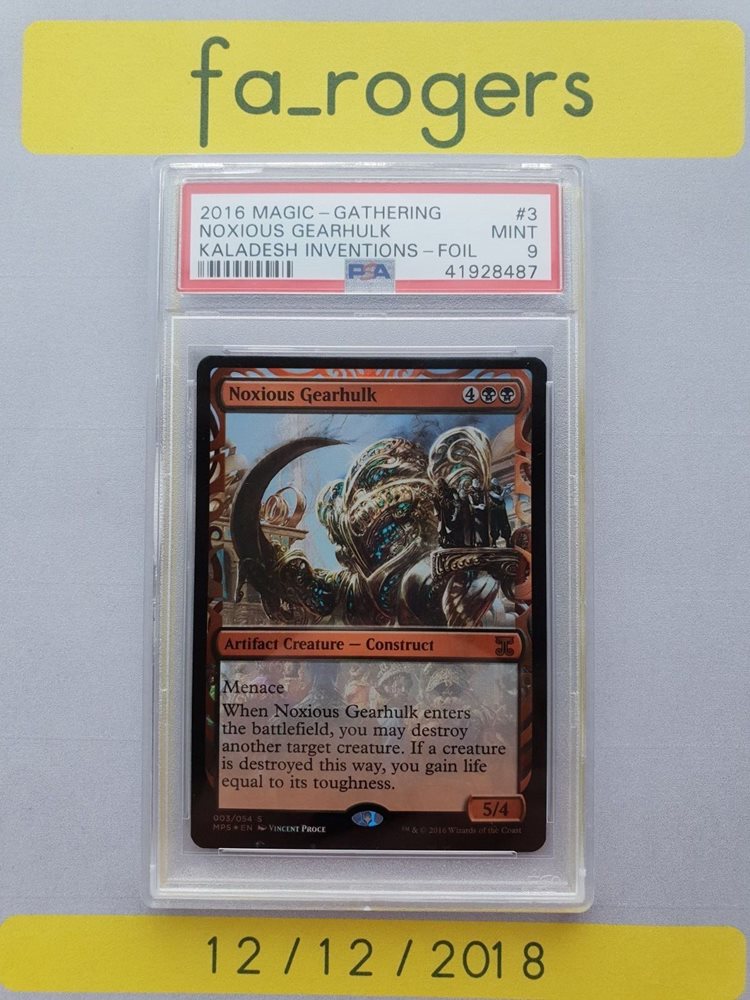 fa_rogers
2016 MAGIC - GATHERING #3
NOXIOUS GEARHULK MINT
KALADESH INVENTIONS - FOIL 9
PSA 41928487
Noxious Gearhulk 4
Artifact Creature — Construct
Menace
When Noxious Gearhulk enters
the battlefield, you may destroy
another target creature. If a creature
is destroyed this way, you gain life
equal to its toughness.
5/4
003/054 S
MPS★EN VINCENT PROCE ™ & © 2016 Wizards of the Coast
12/12/2018